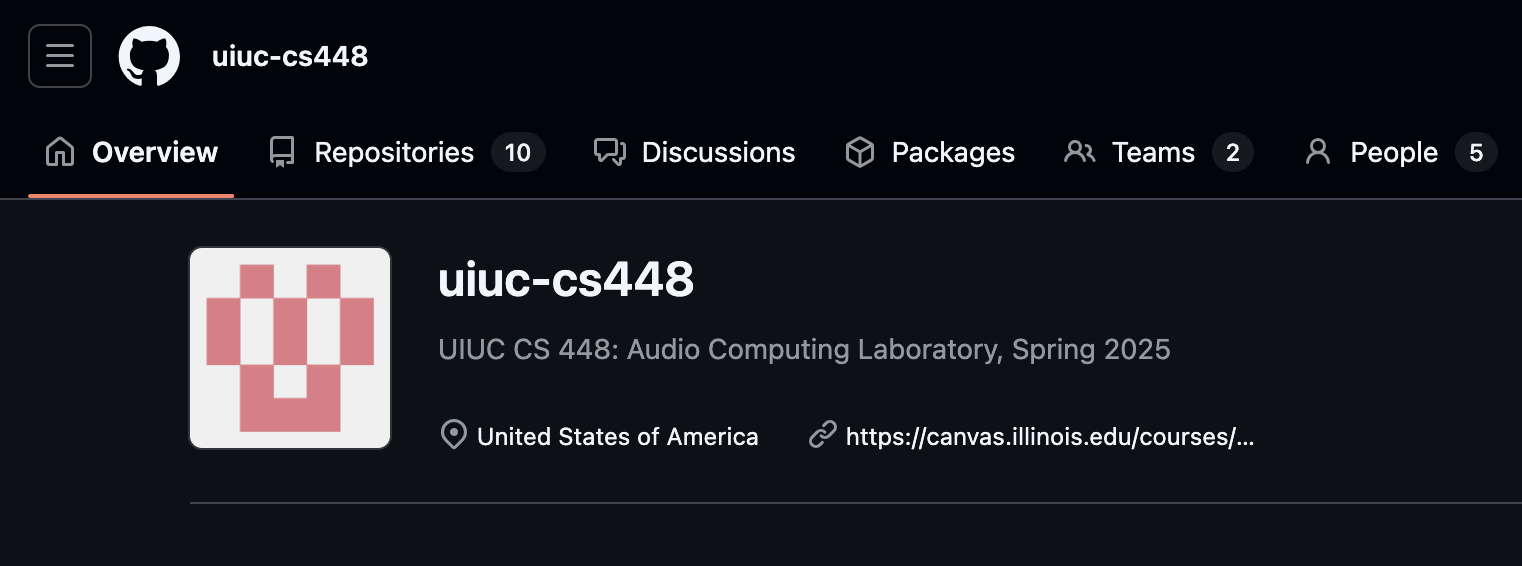 uiuc-cs448
Overview Repositories 10 Discussions Packages Teams 2 People 5
uiuc-cs448
UIUC CS 448: Audio Computing Laboratory, Spring 2025
United States of America https://canvas.illinois.edu/courses/...